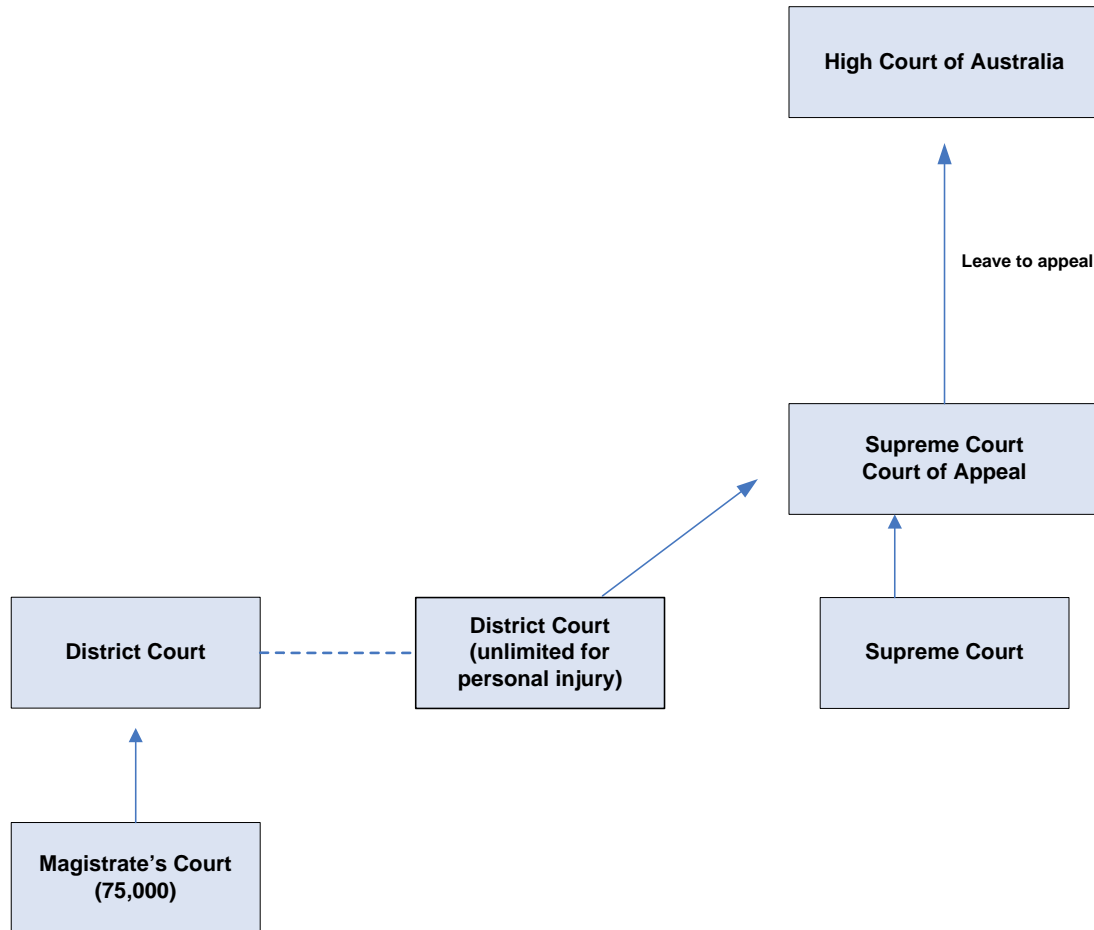 High Court of Australia
Leave to appeal
Supreme Court
Court of Appeal
District Court
District Court
(unlimited for
personal injury)
Supreme Court
Magistrate’s Court
(75,000)